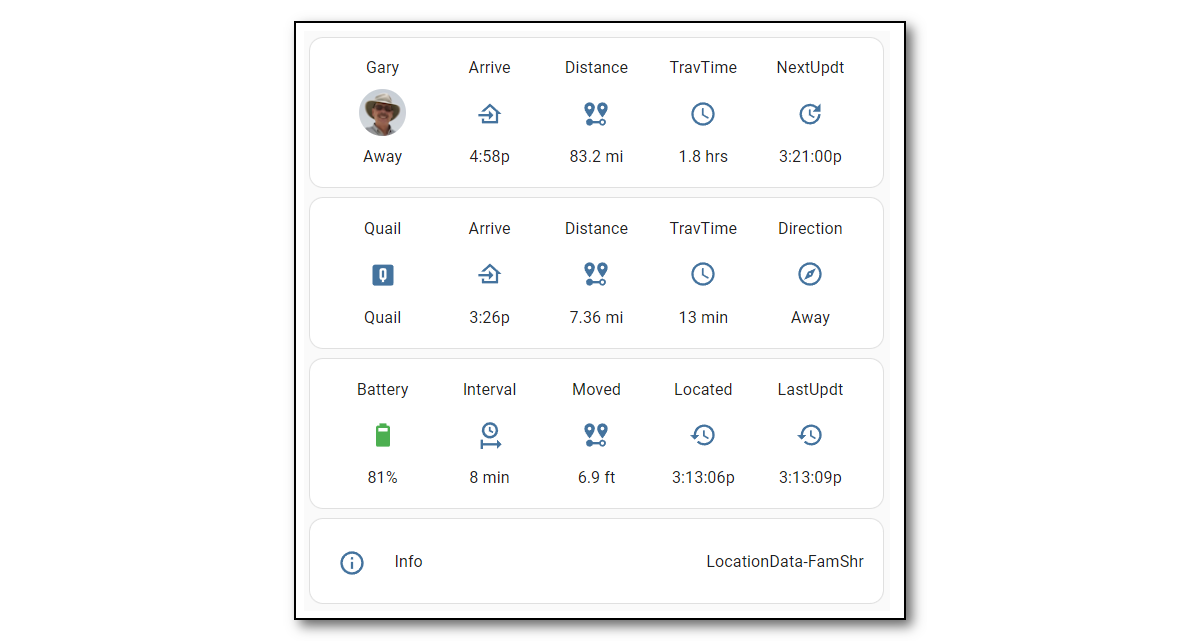 Gary Arrive Distance TravTime NextUpdt
Away 4:58p 83.2 mi 1.8 hrs 3:21:00p
Quail Arrive Distance TravTime Direction
Q
Quail 3:26p 7.36 mi 13 min Away
Battery Interval Moved Located LastUpdt
81% 8 min 6.9 ft 3:13:06p 3:13:09p
Info LocationData-FamShr